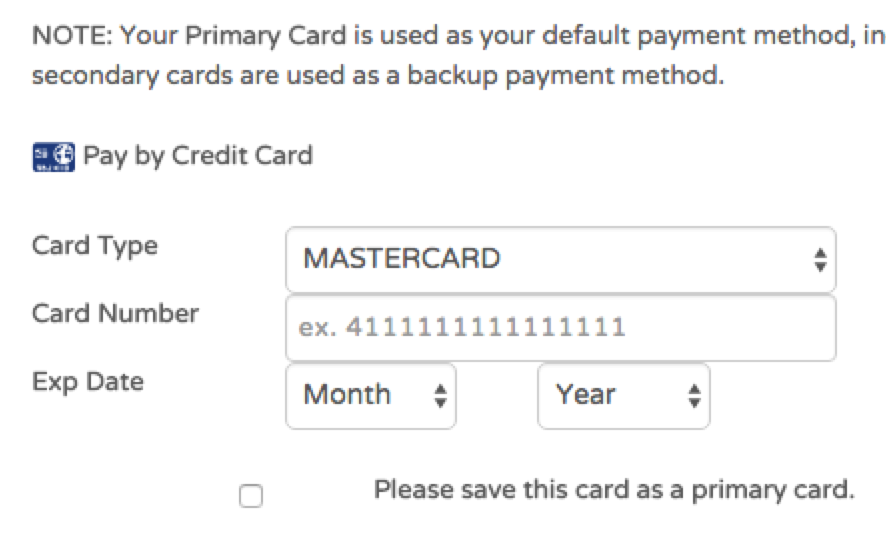 NOTE: Your Primary Card is used as your default payment method, in
secondary cards are used as a backup payment method.
Pay by Credit Card
Card Type MASTERCARD
Card Number ex. 4111111111111111
Exp Date Month Year
Please save this card as a primary card.